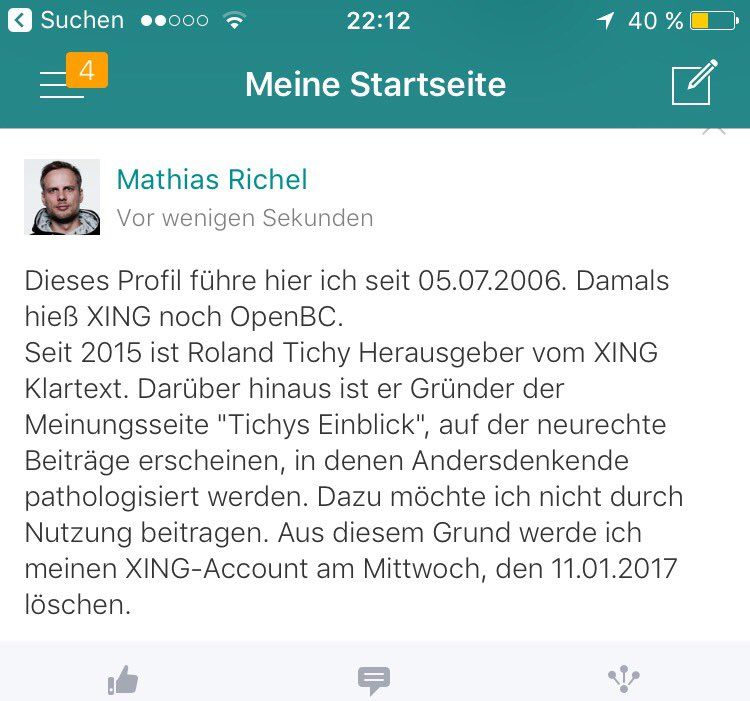 Suchen 22:12 40 %
4
Meine Startseite
Mathias Richel
Vor wenigen Sekunden
Dieses Profil führe hier ich seit 05.07.2006. Damals
hieß XING noch OpenBC.
Seit 2015 ist Roland Tichy Herausgeber vom XING
Klartext. Darüber hinaus ist er Gründer der
Meinungsseite "Tichys Einblick", auf der neurechte
Beiträge erscheinen, in denen Andersdenkende
pathologisiert werden. Dazu möchte ich nicht durch
Nutzung beitragen. Aus diesem Grund werde ich
meinen XING-Account am Mittwoch, den 11.01.2017
löschen.